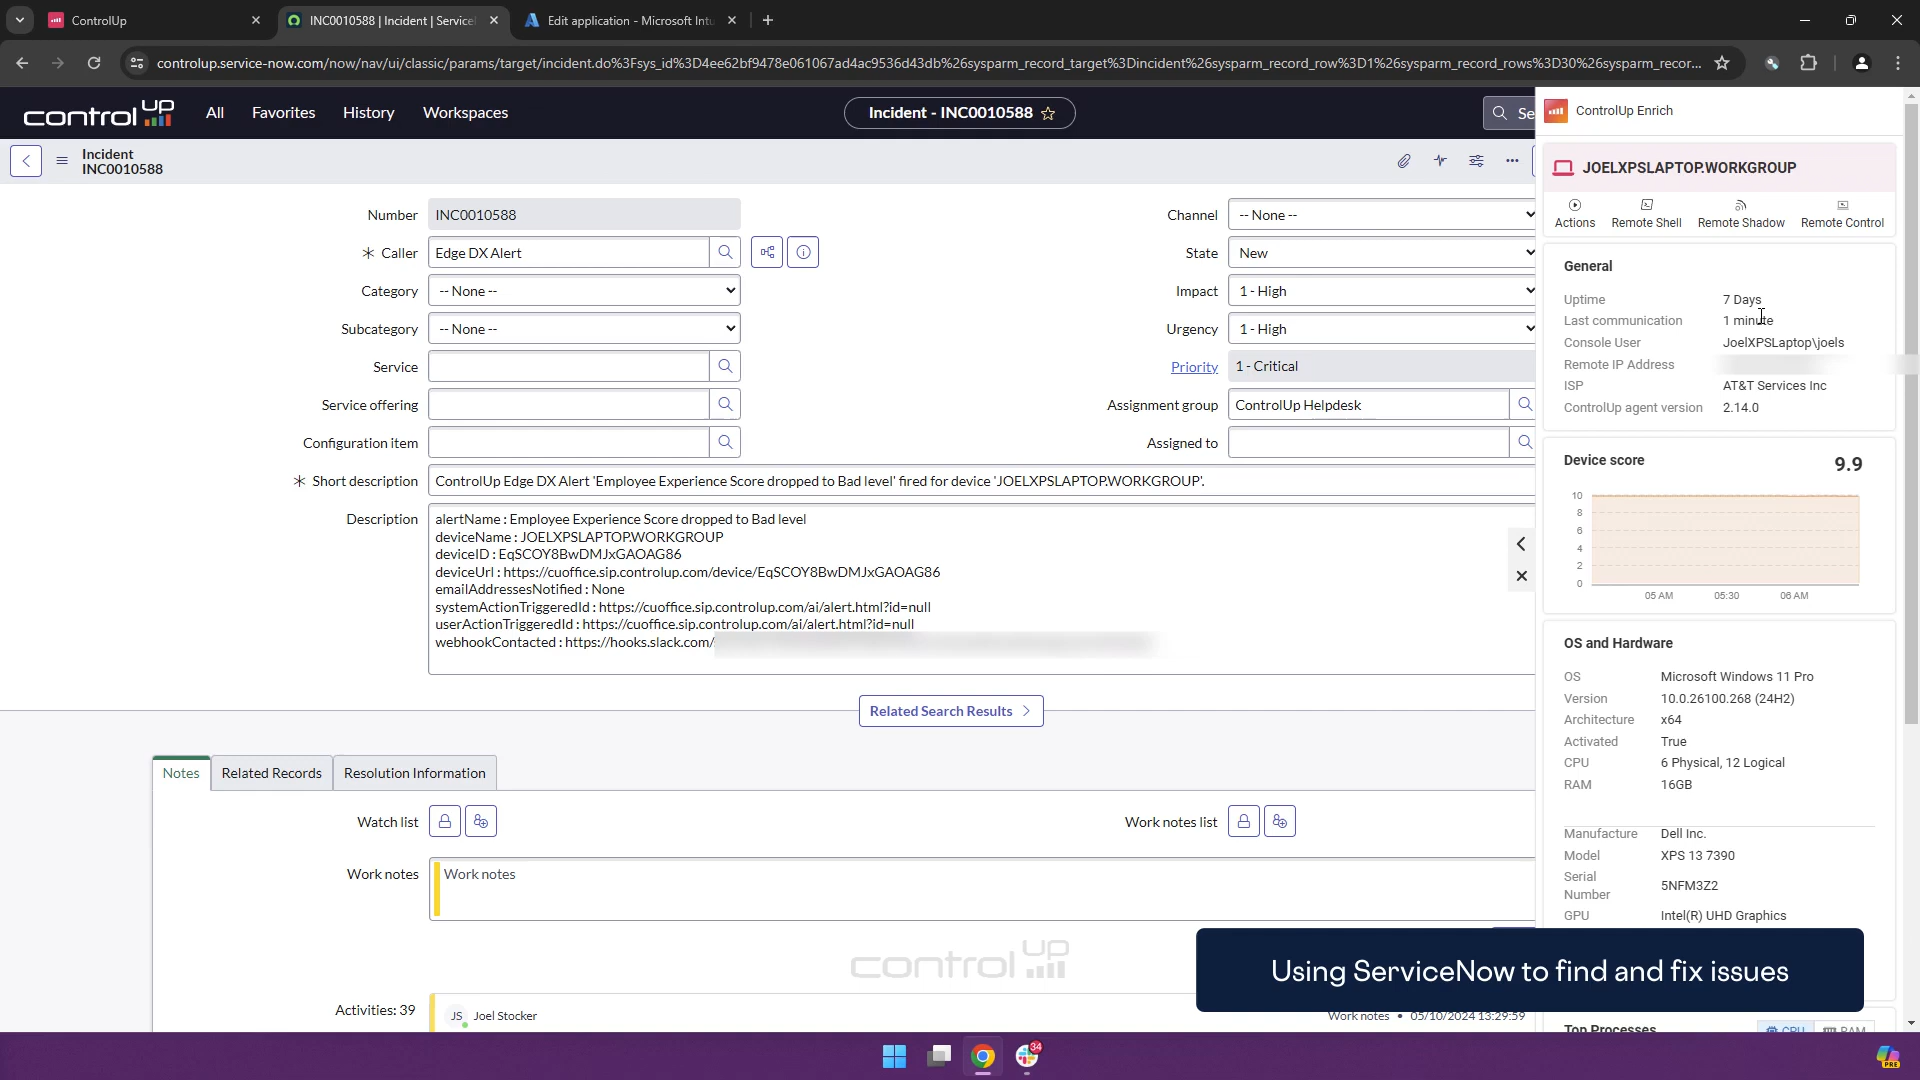 ControlUp
INC0010588 | Incident | Service
Edit application - Microsoft Intu
controlup.service-now.com/now/nav/ui/classic/params/target/incident.do%3Fsys_id%3D4ee62bf9478e061067ad4ac9536d43db%26sysparm_record_target%3Dincident%26sysparm_record_row%3D1%26sysparm_record_rows%3D30%26sysparm_recor...
control UP
All
Favorites
History
Workspaces
Incident - INC0010588
Se
ControlUp Enrich
Incident
INC0010588
JOELXPSLAPTOP.WORKGROUP
Actions
Remote Shell
Remote Shadow
Remote Control
Number
INC0010588
Channel
-- None --
Caller
Edge DX Alert
State
New
Category
-- None --
Impact
1 - High
Subcategory
-- None --
Urgency
1 - High
Service
Priority
1 - Critical
Service offering
Assignment group
ControlUp Helpdesk
Configuration item
Assigned to
Short description
ControlUp Edge DX Alert 'Employee Experience Score dropped to Bad level' fired for device 'JOELXPSLAPTOP.WORKGROUP'.
Description
alertName : Employee Experience Score dropped to Bad level
deviceName : JOELXPSLAPTOP.WORKGROUP
deviceID : EqSCOY8BwDMJxGAOAG86
deviceUrl : https://cuoffice.sip.controlup.com/device/EqSCOY8BwDMJxGAOAG86
emailAddressesNotified : None
systemActionTriggeredId : https://cuoffice.sip.controlup.com/ai/alert.html?id=null
userActionTriggeredId : https://cuoffice.sip.controlup.com/ai/alert.html?id=null
webhookContacted : https://hooks.slack.com/
Related Search Results
Notes
Related Records
Resolution Information
Watch list
Work notes list
Work notes
Work notes
control UP
Activities: 39
JS
Joel Stocker
Work notes • 05/10/2024 13:29:59
General
Uptime
7 Days
Last communication
1 minute
Console User
JoelXPSLaptop\joels
Remote IP Address
ISP
AT&T Services Inc
ControlUp agent version
2.14.0
Device score
9.9
10
8
6
4
2
0
05 AM
05:30
06 AM
OS and Hardware
OS
Microsoft Windows 11 Pro
Version
10.0.26100.268 (24H2)
Architecture
x64
Activated
True
CPU
6 Physical, 12 Logical
RAM
16GB
Manufacture
Dell Inc.
Model
XPS 13 7390
Serial
Number
5NFM3Z2
GPU
Intel(R) UHD Graphics
Using ServiceNow to find and fix issues
Top Processes
CPU
RAM
34
PRE